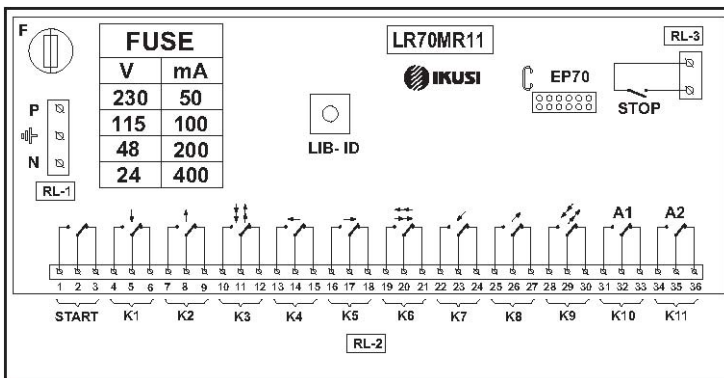 F
FUSE
V mA
230 50
115 100
48 200
24 400
LR70MR11
IKUSI
EP70
RL-3
STOP
LIB- ID
P
N
RL-1
A1 A2
1 2 3 4 5 6 7 8 9 10 11 12 13 14 15 16 17 18 19 20 21 22 23 24 25 26 27 28 29 30 31 32 33 34 35 36
START K1 K2 K3 K4 K5 K6 K7 K8 K9 K10 K11
RL-2